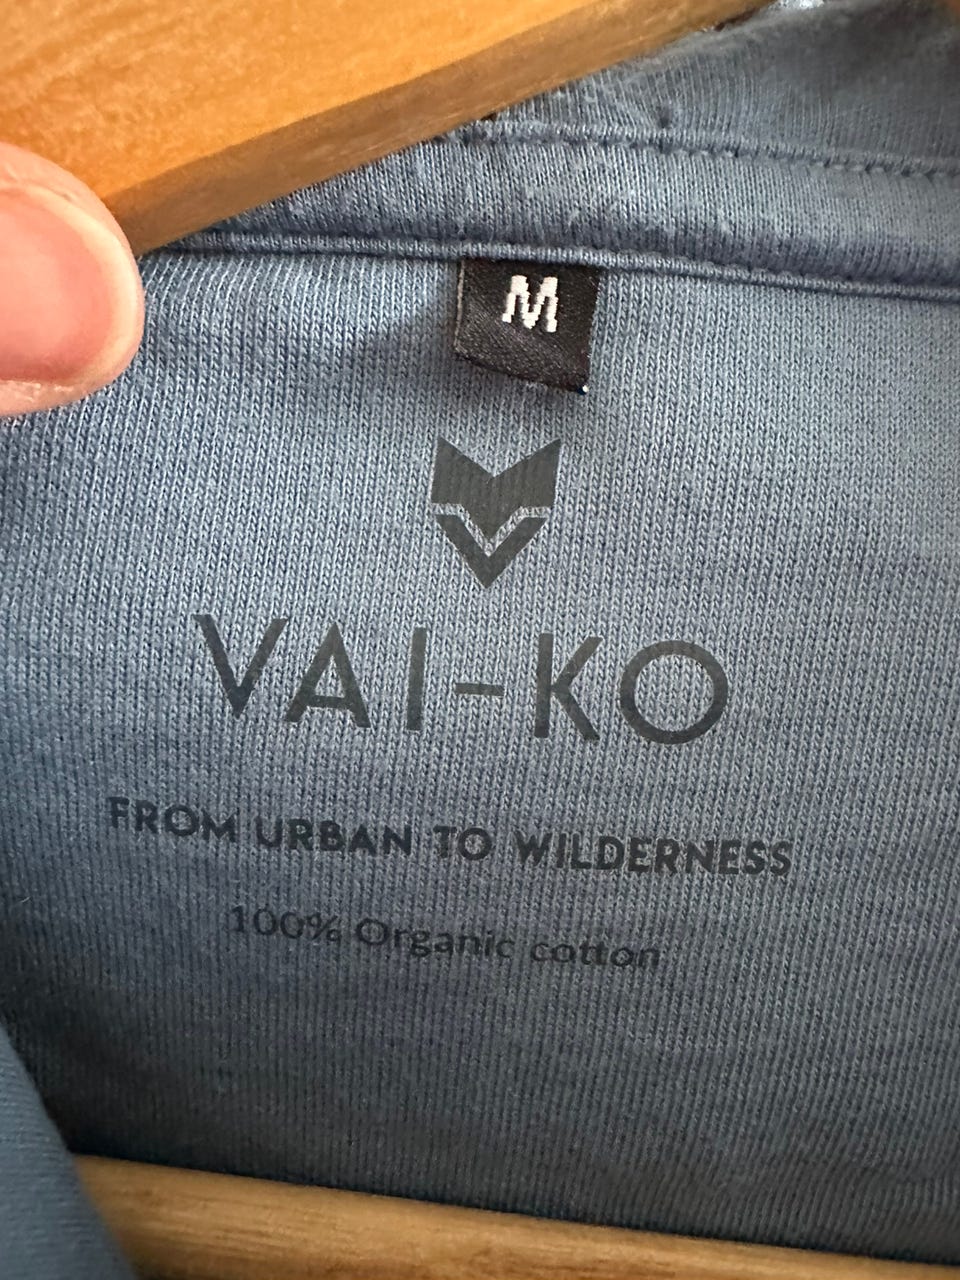 M
VAI-KO
FROM URBAN TO WILDERNESS
100% Organic cotton